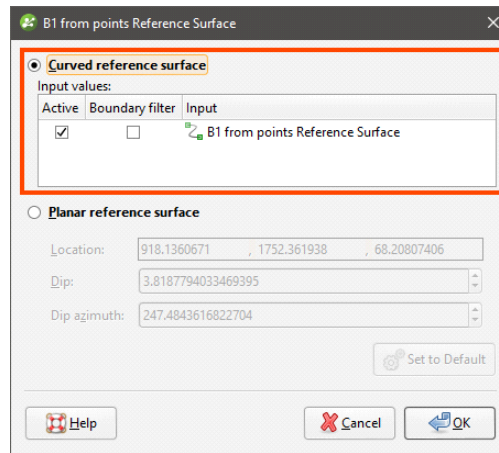 B1 from points Reference Surface
Curved reference surface
Input values:
Active Boundary filter Input
B1 from points Reference Surface
Planar reference surface
Location: 918.1360671 , 1752.361938 , 68.20807406
Dip: 3.8187794033469395
Dip azimuth: 247.4843616822704
Set to Default
Help Cancel OK